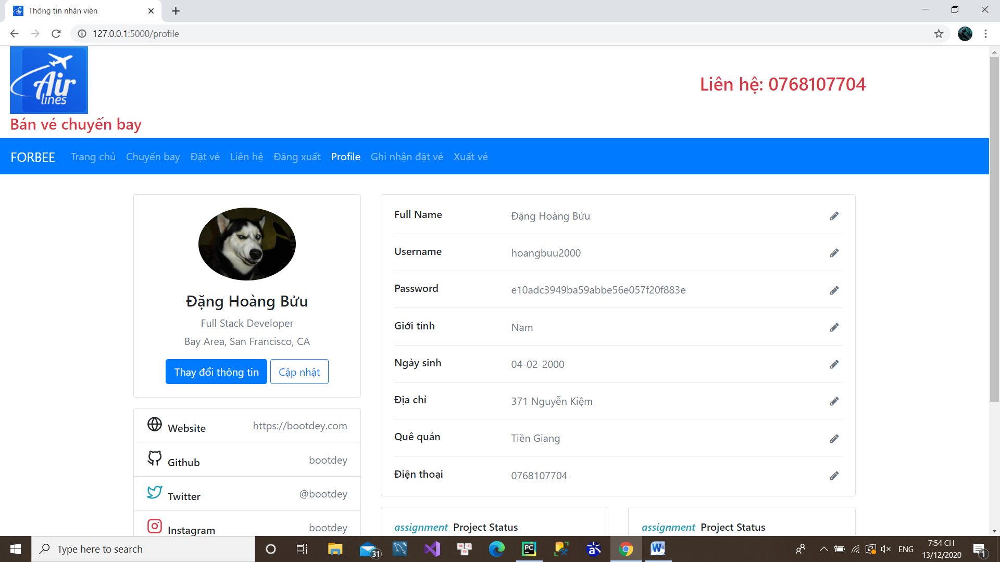 Thông tin nhân viên
127.0.0.1:5000/profile
Air
lines
Liên hệ: 0768107704
Bán vé chuyến bay
FORBEE Trang chủ Chuyến bay Đặt vé Liên hệ Đăng xuất Profile Ghi nhận đặt vé Xuất vé
Đặng Hoàng Bửu
Full Stack Developer
Bay Area, San Francisco, CA
Thay đổi thông tin Cập nhật
Website https://bootdey.com
Github bootdey
Twitter @bootdey
Instagram bootdey
Full Name Đặng Hoàng Bửu
Username hoangbuu2000
Password e10adc3949ba59abbe56e057f20f883e
Giới tính Nam
Ngày sinh 04-02-2000
Địa chỉ 371 Nguyễn Kiệm
Quê quán Tiền Giang
Điện thoại 0768107704
assignment Project Status
assignment Project Status
Type here to search
31
PC
ENG
7:54 CH
13/12/2020
1